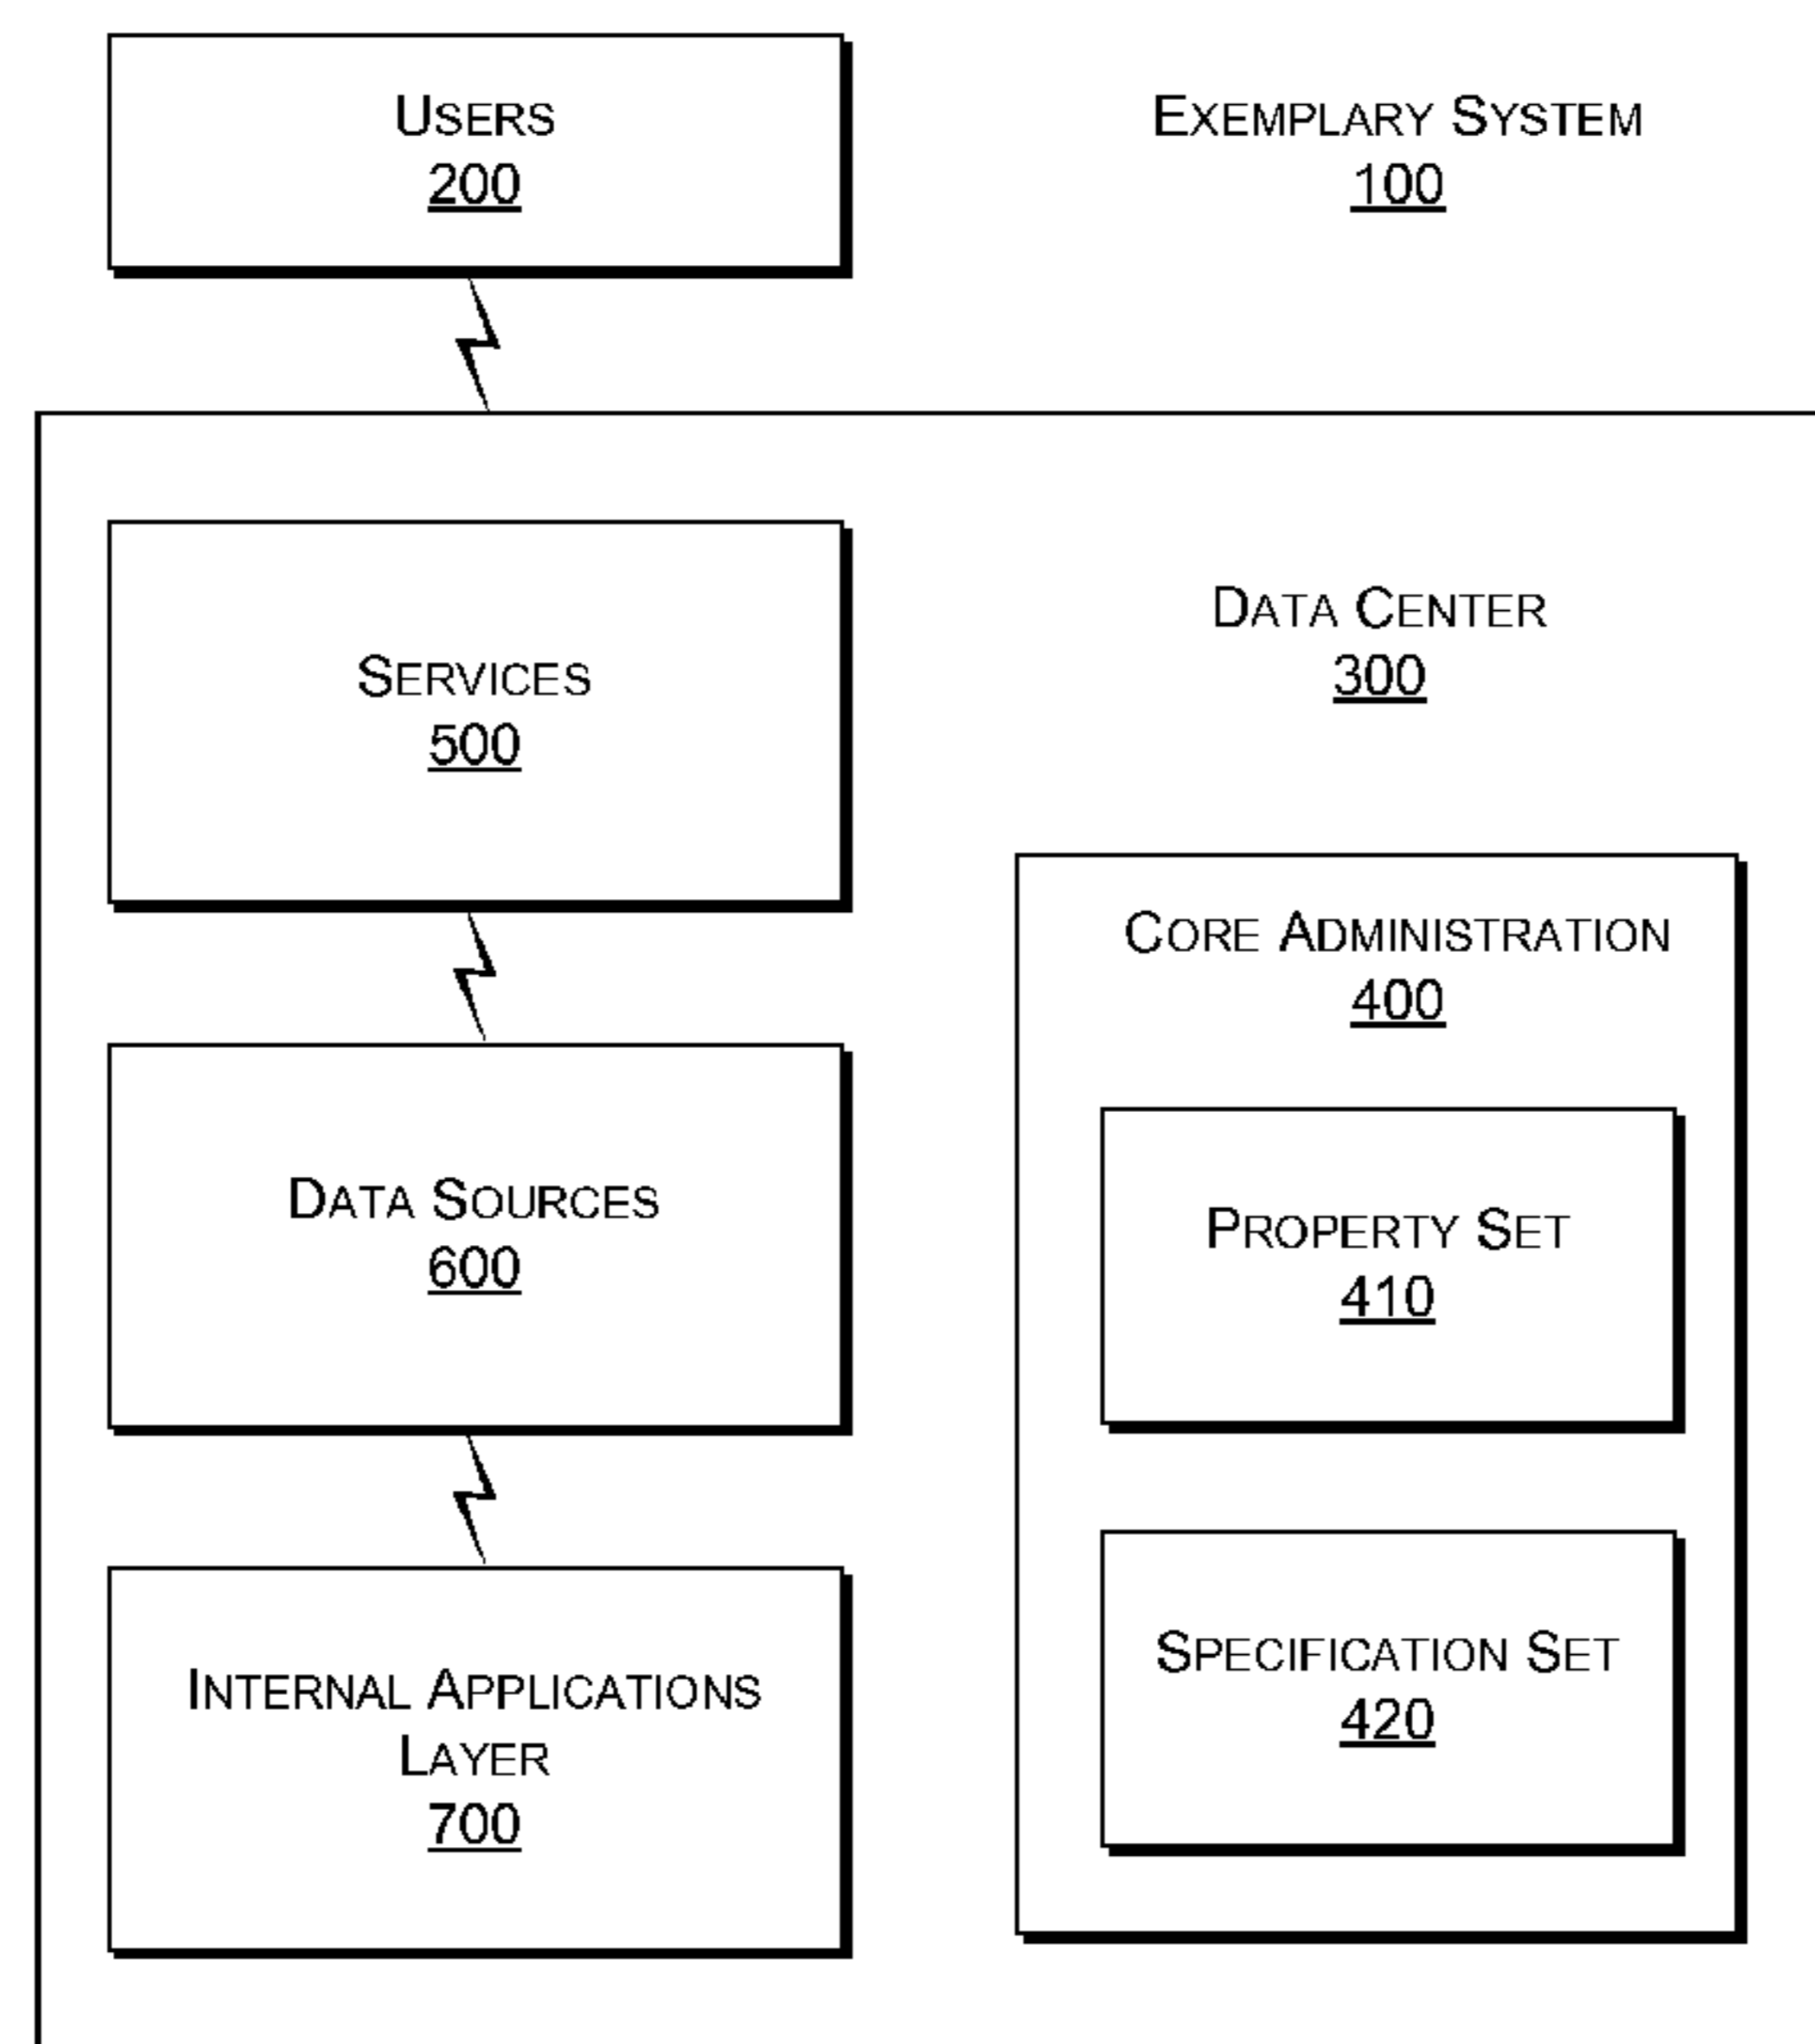 USERS
200
EXEMPLARY SYSTEM
100
SERVICES
500
DATA CENTER
300
CORE ADMINISTRATION
400
DATA SOURCES
600
PROPERTY SET
410
INTERNAL APPLICATIONS
LAYER
700
SPECIFICATION SET
420